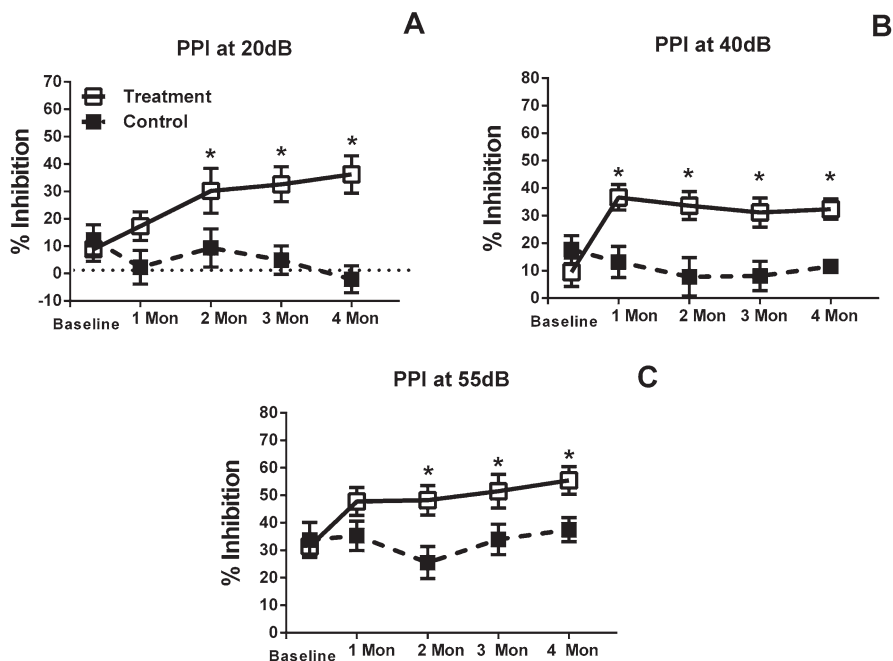 A
PPI at 20dB
% Inhibition
70
60
50
40
30
20
10
0
-10
Treatment
Control
* * *
Baseline 1 Mon 2 Mon 3 Mon 4 Mon
B
PPI at 40dB
% Inhibition
80
70
60
50
40
30
20
10
0
* * * *
Baseline 1 Mon 2 Mon 3 Mon 4 Mon
C
PPI at 55dB
% Inhibition
80
70
60
50
40
30
20
10
0
* * *
Baseline 1 Mon 2 Mon 3 Mon 4 Mon